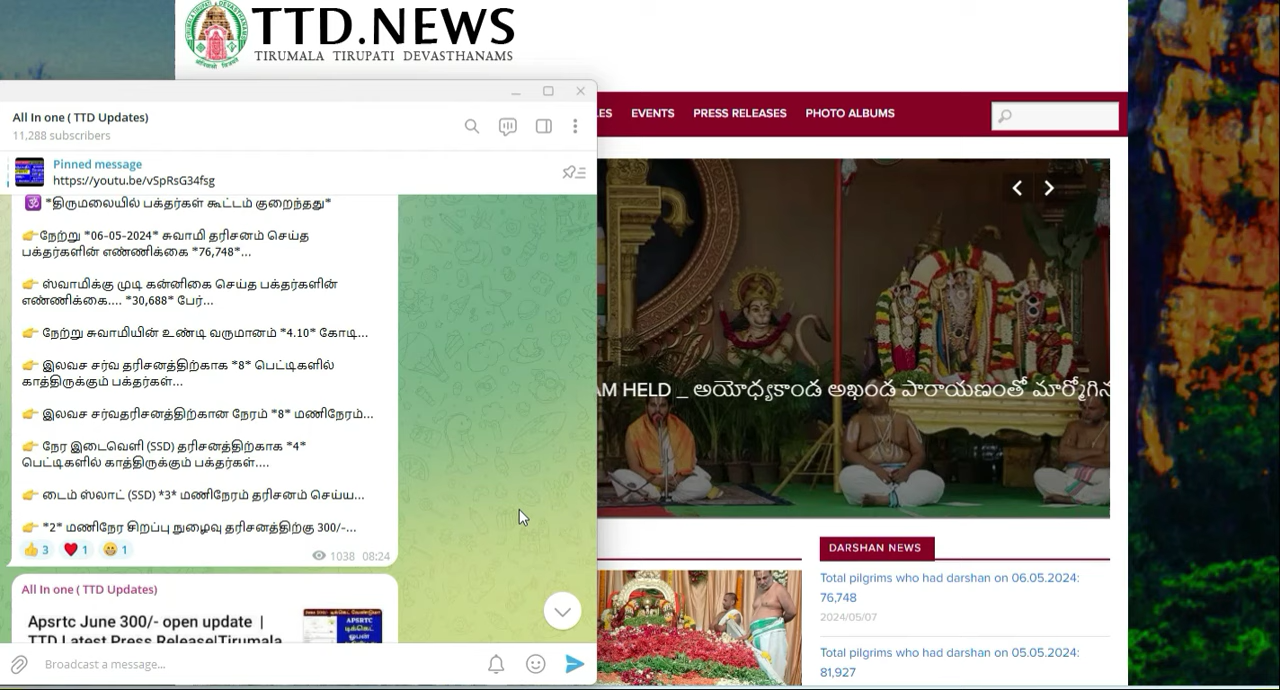 TTD.NEWS
TIRUMALA TIRUPATI DEVASTHANAMS
ES EVENTS PRESS RELEASES PHOTO ALBUMS
All In one ( TTD Updates)
11,288 subscribers
Pinned message
https://youtu.be/vSpRsG34fsg
🕉 *திருமலையில் பக்தர்கள் கூட்டம் குறைந்தது*
👉நேற்று *06-05-2024* சுவாமி தரிசனம் செய்த
பக்தர்களின் எண்ணிக்கை *76,748*...
👉 ஸ்வாமிக்கு முடி கன்னிகை செய்த பக்தர்களின்
எண்ணிக்கை.... *30,688* பேர்...
👉 நேற்று சுவாமியின் உண்டி வருமானம் *4.10* கோடி...
👉 இலவச சர்வ தரிசனத்திற்காக *8* பெட்டிகளில்
காத்திருக்கும் பக்தர்கள்...
👉 இலவச சர்வதரிசனத்திற்கான நேரம் *8* மணிநேரம்...
👉 நேர இடைவெளி (SSD) தரிசனத்திற்காக *4*
பெட்டிகளில் காத்திருக்கும் பக்தர்கள்....
👉 டைம் ஸ்லாட் (SSD) *3* மணிநேரம் தரிசனம் செய்ய...
👉 *2* மணிநேர சிறப்பு நுழைவு தரிசனத்திற்கு 300/-...
👍 3 ❤ 1 😀 1
1038 08:24
All In one ( TTD Updates)
Apsrtc June 300/- open update |
TTD Latest Press Release|Tirumala
Broadcast a message...
AM HELD _ అయోధ్యకాండ అఖండ పారాయణంతో మార్మోగిన
DARSHAN NEWS
Total pilgrims who had darshan on 06.05.2024:
76,748
2024/05/07
Total pilgrims who had darshan on 05.05.2024:
81,927